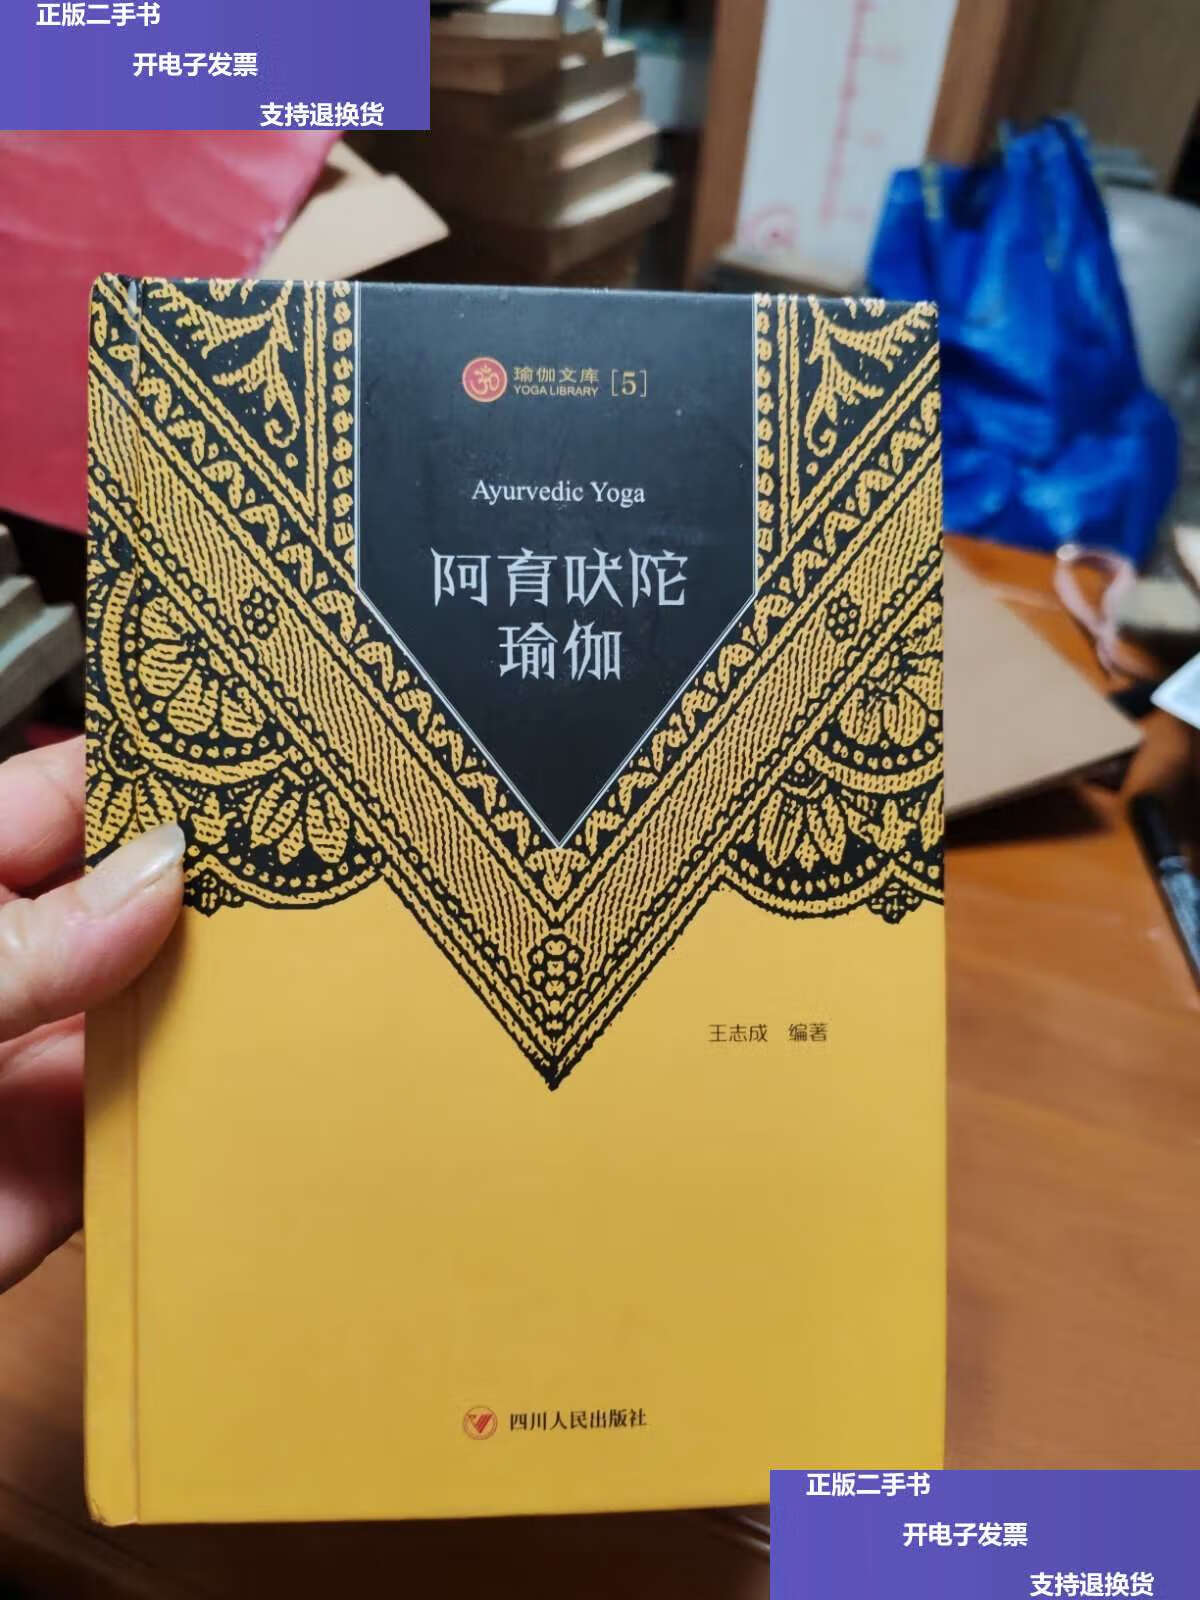 正版二手书
开电子发票
支持退换货
瑜伽文库
YOGA LIBRARY
[5]
Ayurvedic Yoga
阿育吠陀
瑜伽
王志成 编著
四川人民出版社
正版二手书
开电子发票
支持退换货